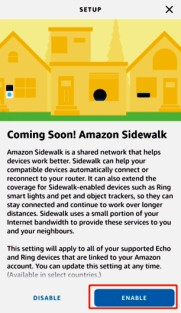 SETUP
Coming Soon! Amazon Sidewalk
Amazon Sidewalk is a shared network that helps
devices work better. Sidewalk can help your
compatible devices automatically connect or
reconnect to your router. It can also extend the
coverage for Sidewalk-enabled devices such as Ring
smart lights and pet and object trackers, so they can
stay connected and continue to work over longer
distances. Sidewalk uses a small portion of your
Internet bandwidth to provide these services to you
and your neighbours.
This setting will apply to all of your supported Echo
and Ring devices that are linked to your Amazon
account. You can update this setting at any time.
(Available in select countries.)
DISABLE
ENABLE